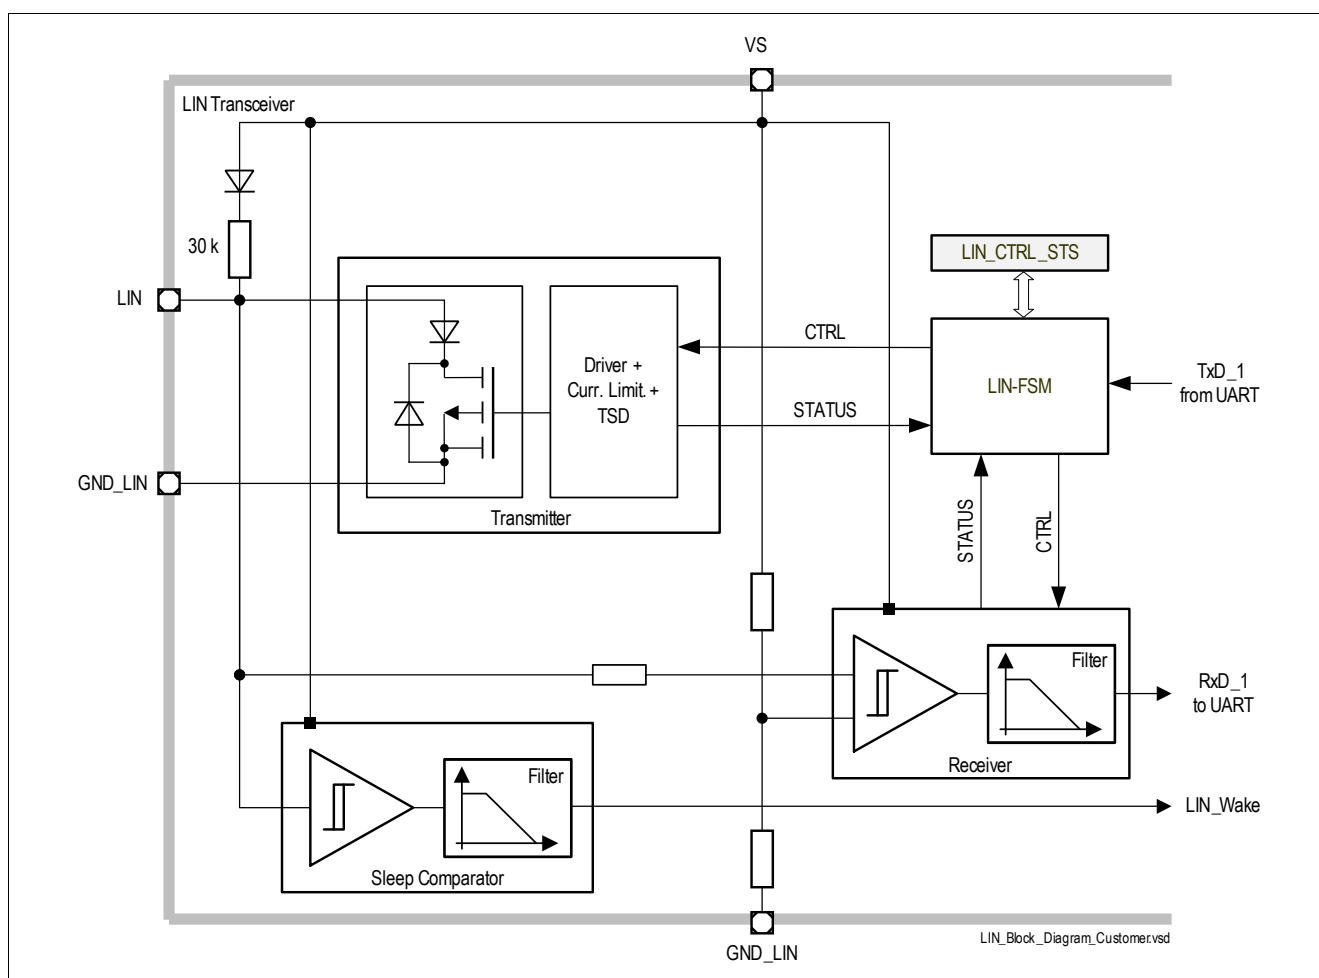 VS
LIN Transceiver
30 k
LIN_CTRL_STS
LIN
CTRL
Driver +
Curr. Limit. +
TSD
LIN-FSM
TxD_1
from UART
STATUS
GND_LIN
Transmitter
STATUS
CTRL
Filter
RxD_1
to UART
Receiver
Filter
LIN_Wake
Sleep Comparator
GND_LIN
LIN_Block_Diagram_Customer.vsd